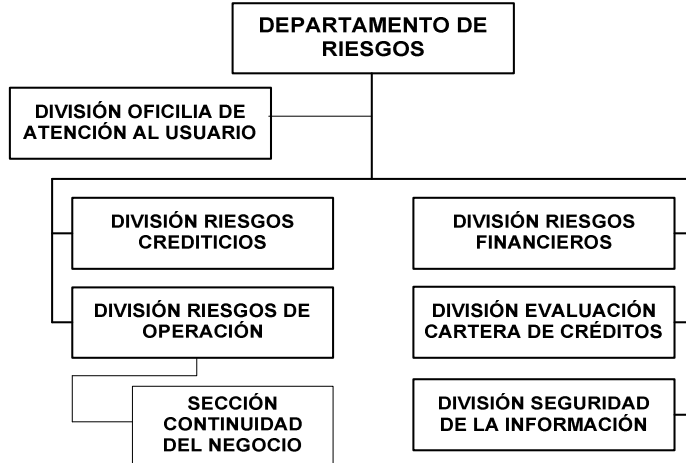 DEPARTAMENTO DE
RIESGOS
DIVISIÓN OFICILIA DE
ATENCIÓN AL USUARIO
DIVISIÓN RIESGOS
CREDITICIOS
DIVISIÓN RIESGOS
FINANCIEROS
DIVISIÓN RIESGOS DE
OPERACIÓN
DIVISIÓN EVALUACIÓN
CARTERA DE CRÉDITOS
SECCIÓN
CONTINUIDAD
DEL NEGOCIO
DIVISIÓN SEGURIDAD
DE LA INFORMACIÓN